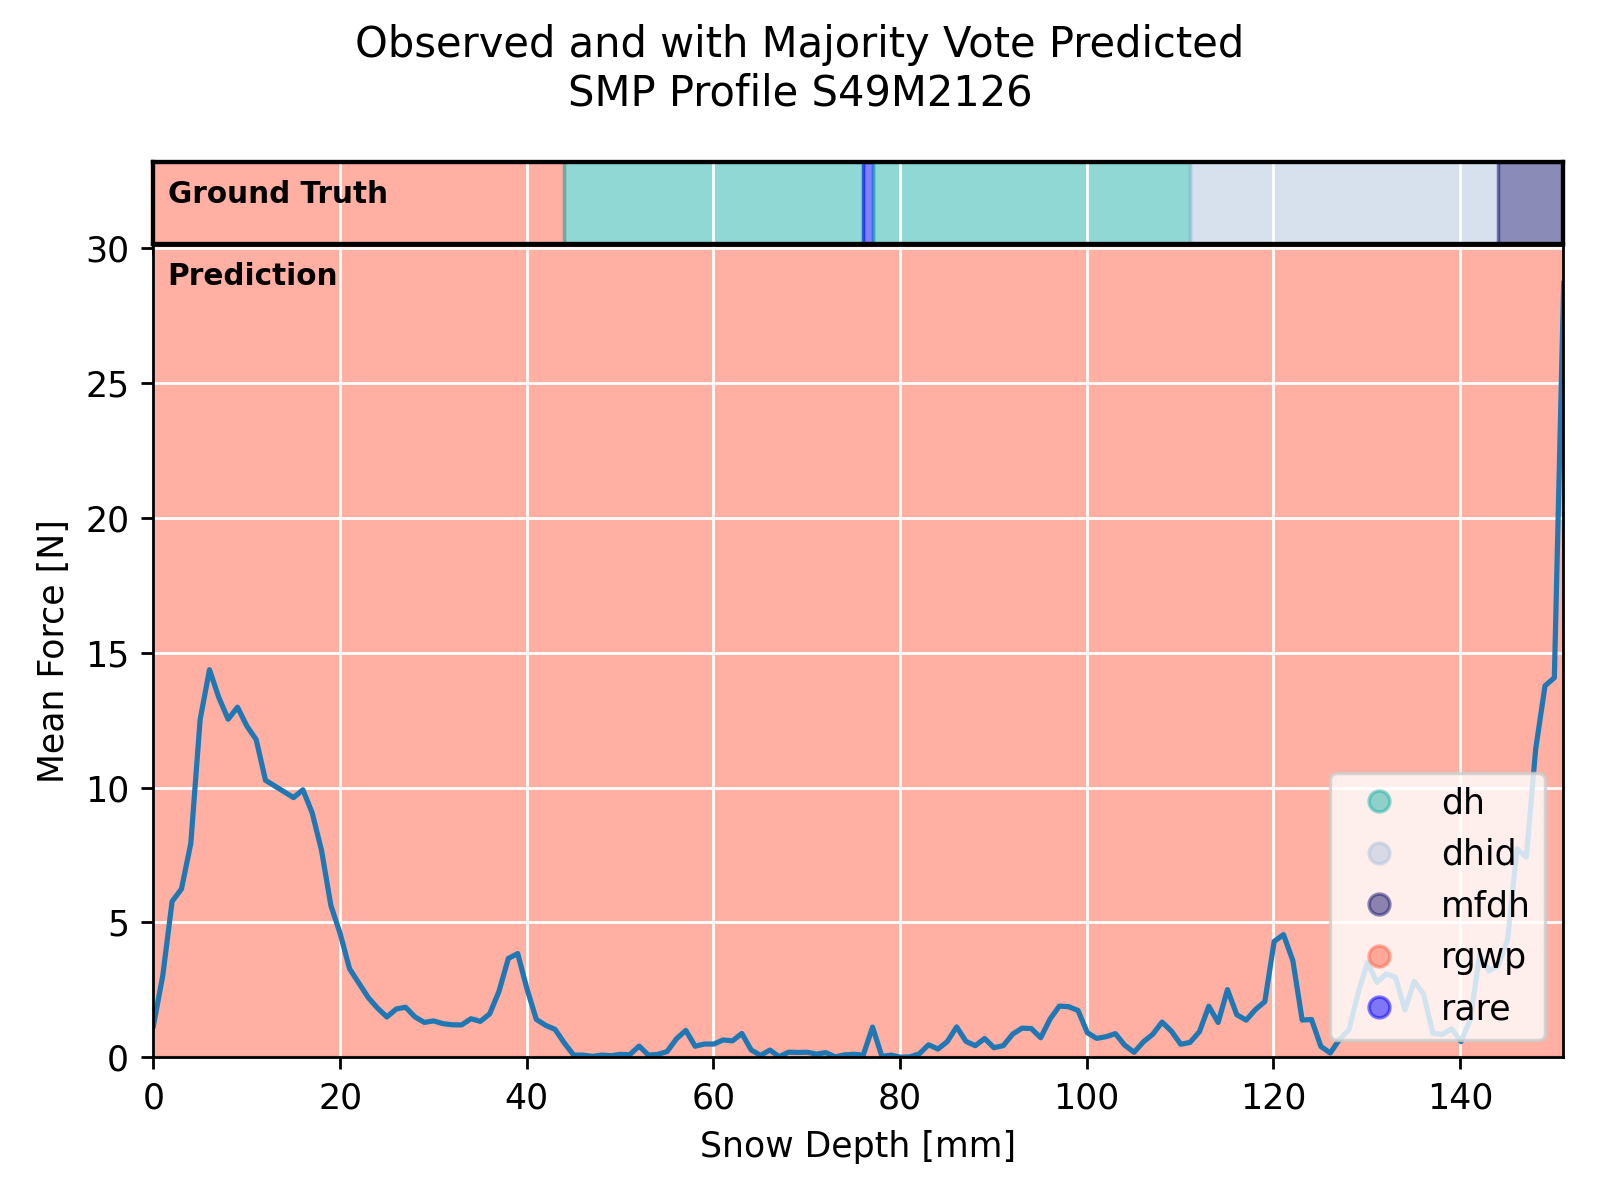 Observed and with Majority Vote Predicted
SMP Profile S49M2126
Ground Truth
Prediction
30
25
20
15
10
5
0
Mean Force [N]
dh
dhid
mfdh
rgwp
rare
0 20 40 60 80 100 120 140
Snow Depth [mm]